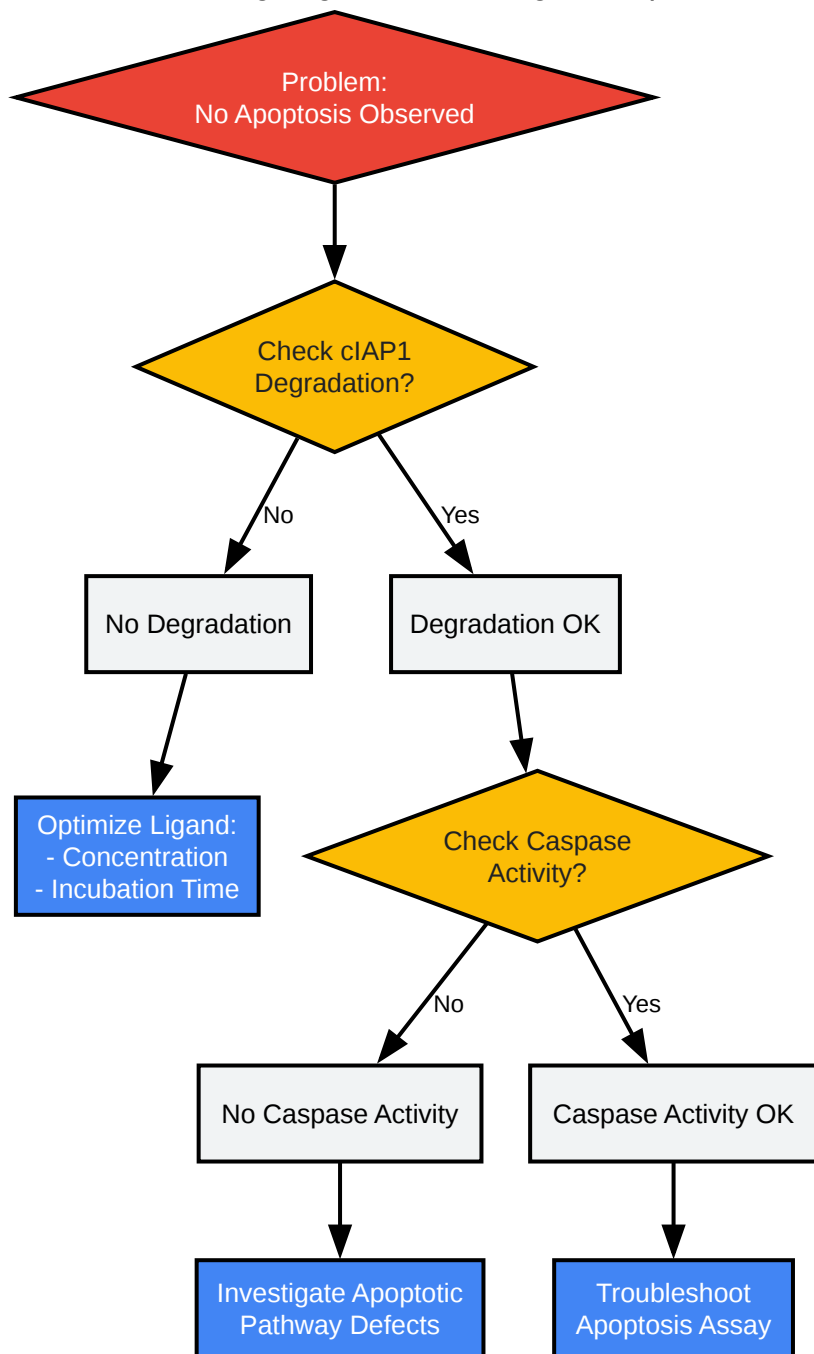 Problem:
No Apoptosis Observed
Check cIAP1
Degradation?
No
Yes
No Degradation
Degradation OK
Optimize Ligand:
- Concentration
- Incubation Time
Check Caspase
Activity?
No
Yes
No Caspase Activity
Caspase Activity OK
Investigate Apoptotic
Pathway Defects
Troubleshoot
Apoptosis Assay